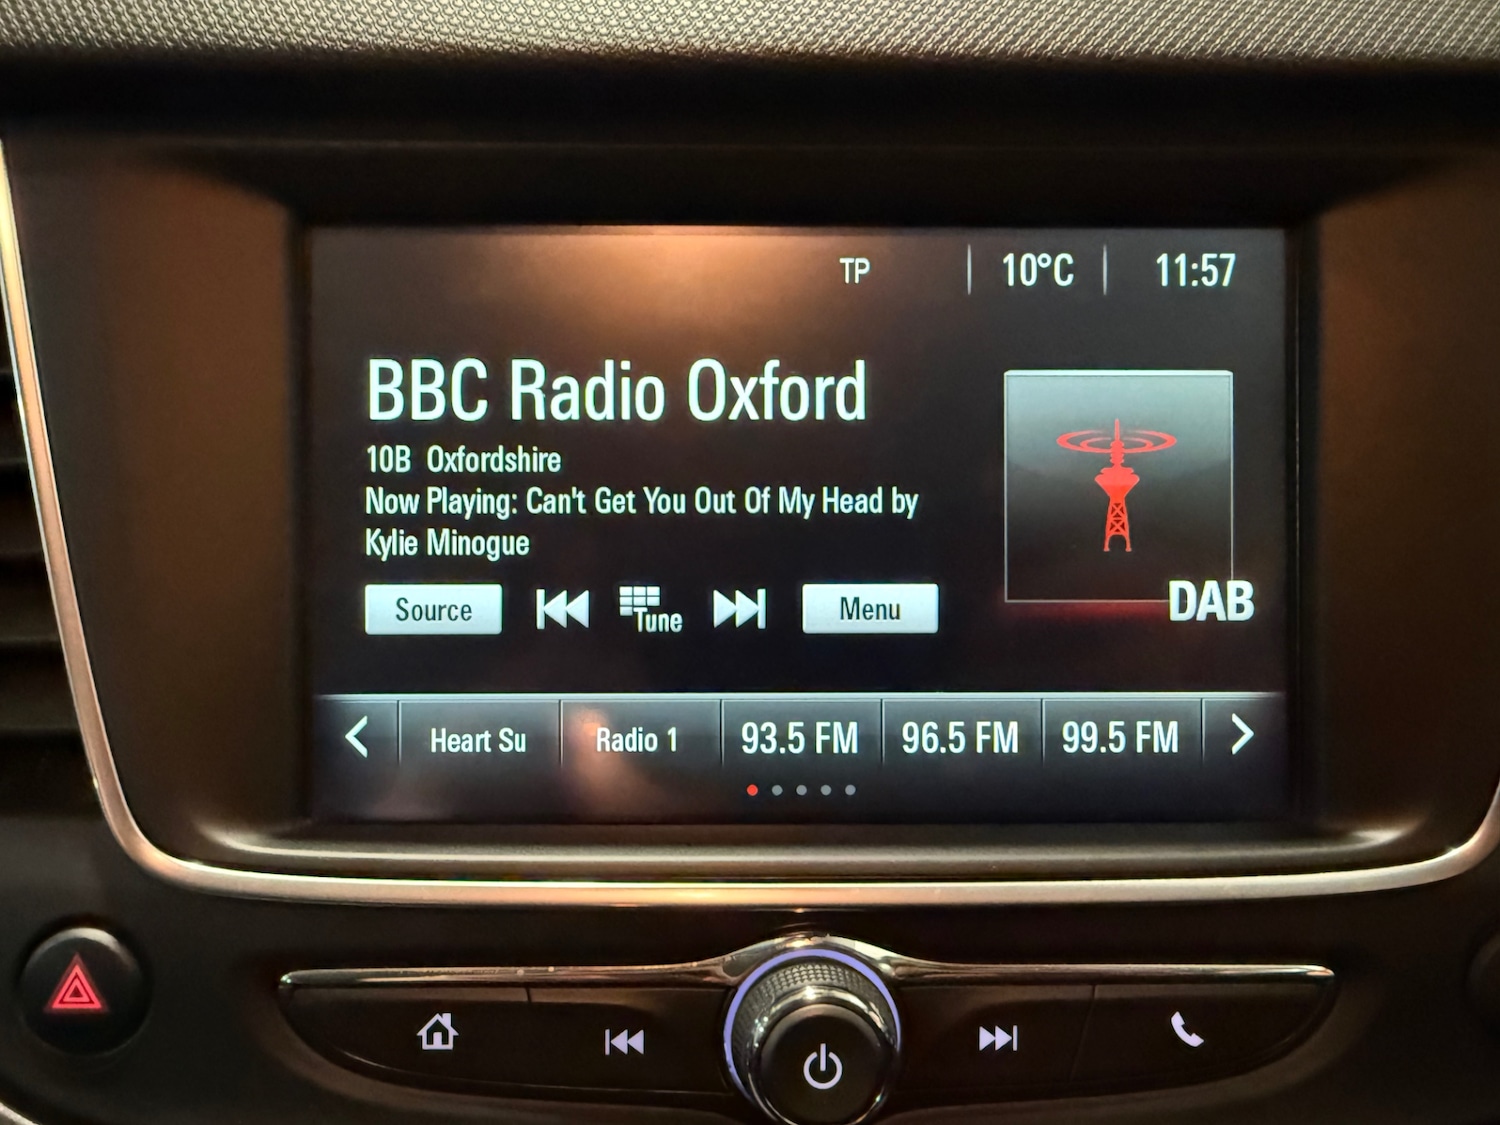 TP 10°C 11:57
BBC Radio Oxford
10B Oxfordshire
Now Playing: Can't Get You Out Of My Head by
Kylie Minogue
Source Tune Menu
DAB
Heart Su Radio 1 93.5 FM 96.5 FM 99.5 FM